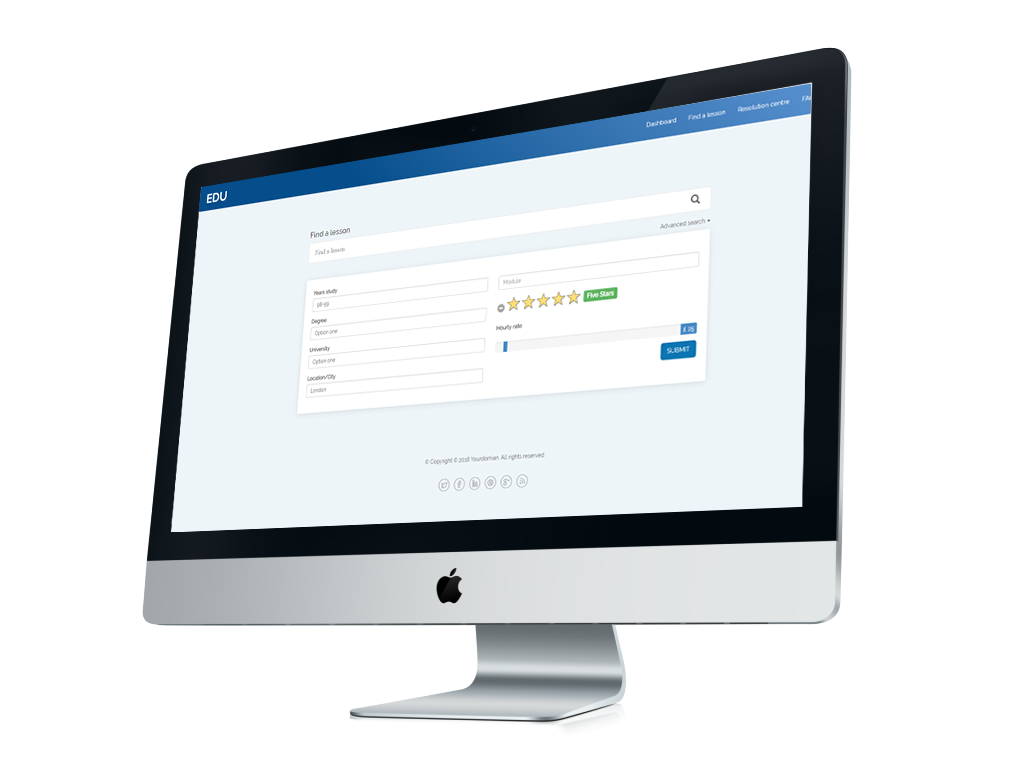 EDU
Dashboard
Find a lesson
Resolution centre
FA
Find a lesson
Find a lesson
Advanced search
Years study
98-99
Degree
Option one
University
Option one
Location/City
London
Module
Five Stars
Hourly rate
£ 25
SUBMIT
© Copyright © 2018 Yourdomain. All rights reserved.